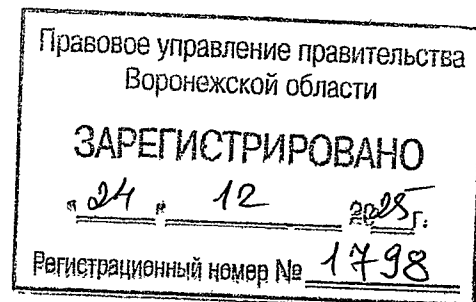 Правовое управление правительства
Воронежской области
ЗАРЕГИСТРИРОВАНО
" 24 " 12 2025 г.
Регистрационный номер № 1798